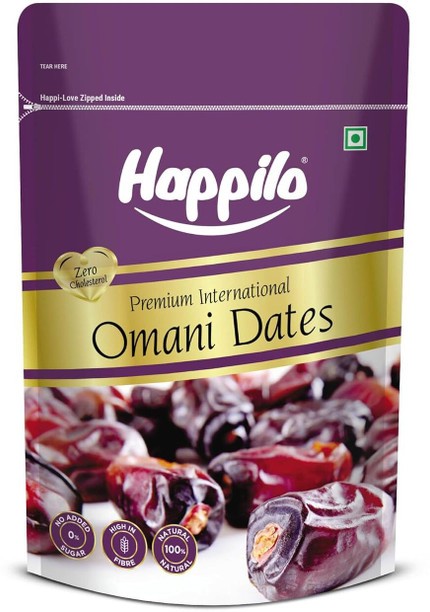 TEAR HERE
Happi-Love Zipped Inside
Happilo®
Zero
Cholesterol
Premium International
Omani Dates
NO ADDED
0%
SUGAR
HIGH IN
FIBRE
NATURAL
100%
NATURAL